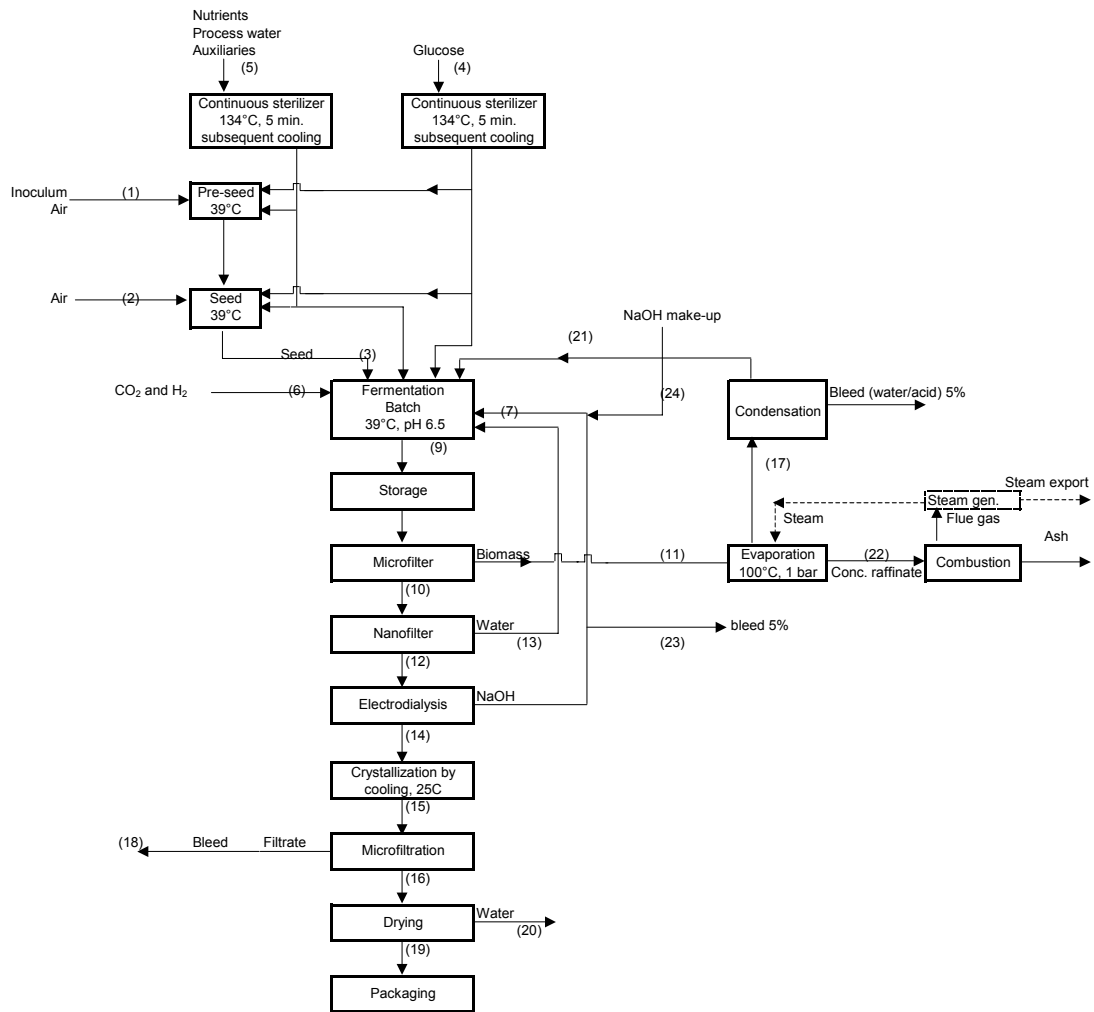 Nutrients
Process water
Auxiliaries
(5)
Glucose
(4)
Continuous sterilizer
134°C, 5 min.
subsequent cooling
Continuous sterilizer
134°C, 5 min.
subsequent cooling
Inoculum
Air
(1)
Pre-seed
39°C
Air
(2)
Seed
39°C
NaOH make-up
(21)
Seed
(3)
CO₂ and H₂
(6)
Fermentation
Batch
39°C, pH 6.5
(7)
(24)
Condensation
Bleed (water/acid) 5%
(9)
(17)
Storage
Steam export
Steam gen.
Steam
Flue gas
Ash
Microfilter
Biomass
(11)
Evaporation
100°C, 1 bar
(22)
Conc. raffinate
Combustion
(10)
Nanofilter
Water
(13)
bleed 5%
(23)
(12)
Electrodialysis
NaOH
(14)
Crystallization by
cooling, 25C
(15)
(18)
Bleed
Filtrate
Microfiltration
(16)
Drying
Water
(20)
(19)
Packaging